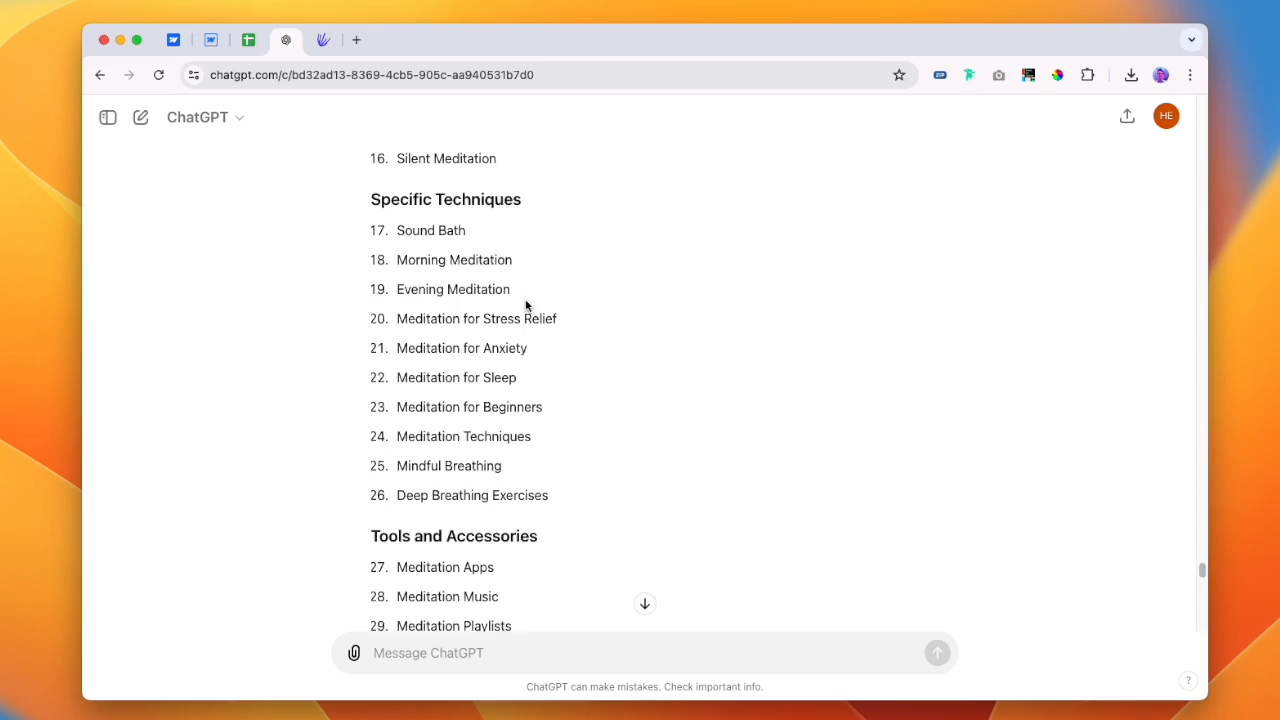 chatgpt.com/c/bd32ad13-8369-4cb5-905c-aa940531b7d0
ZIP
ChatGPT
HE
16. Silent Meditation
Specific Techniques
17. Sound Bath
18. Morning Meditation
19. Evening Meditation
20. Meditation for Stress Relief
21. Meditation for Anxiety
22. Meditation for Sleep
23. Meditation for Beginners
24. Meditation Techniques
25. Mindful Breathing
26. Deep Breathing Exercises
Tools and Accessories
27. Meditation Apps
28. Meditation Music
29. Meditation Playlists
Message ChatGPT
ChatGPT can make mistakes. Check important info.
?